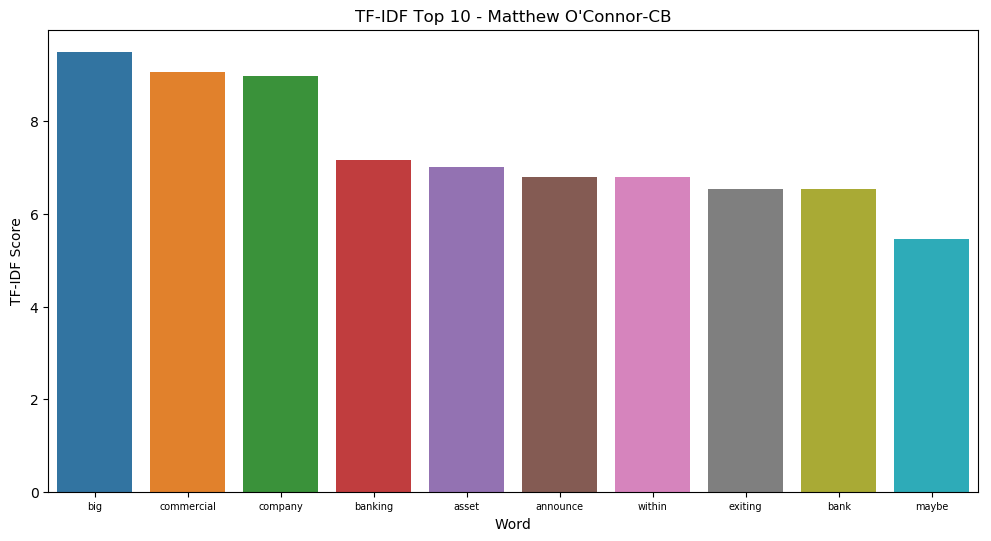 TF-IDF Top 10 - Matthew O'Connor-CB
TF-IDF Score
8
6
4
2
0
big commercial company banking asset announce within exiting bank maybe
Word